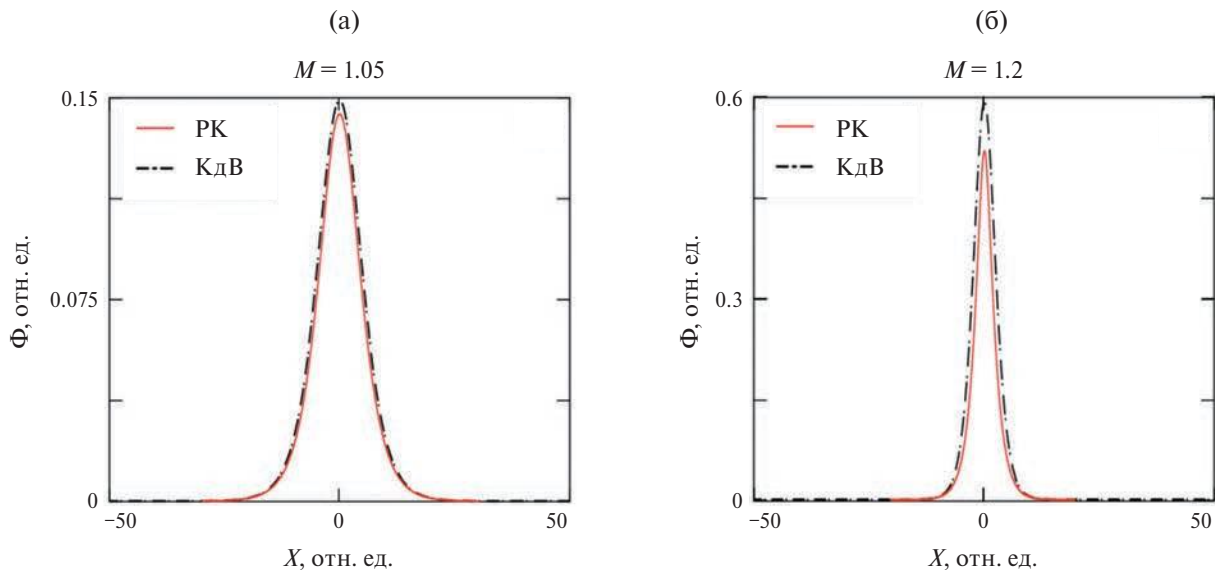 (а)
M = 1.05
0.15
РК
КдВ
0.075
0
Ф, отн. ед.
−50
0
50
X, отн. ед.
(б)
M = 1.2
0.6
РК
КдВ
0.3
0
Ф, отн. ед.
−50
0
50
X, отн. ед.